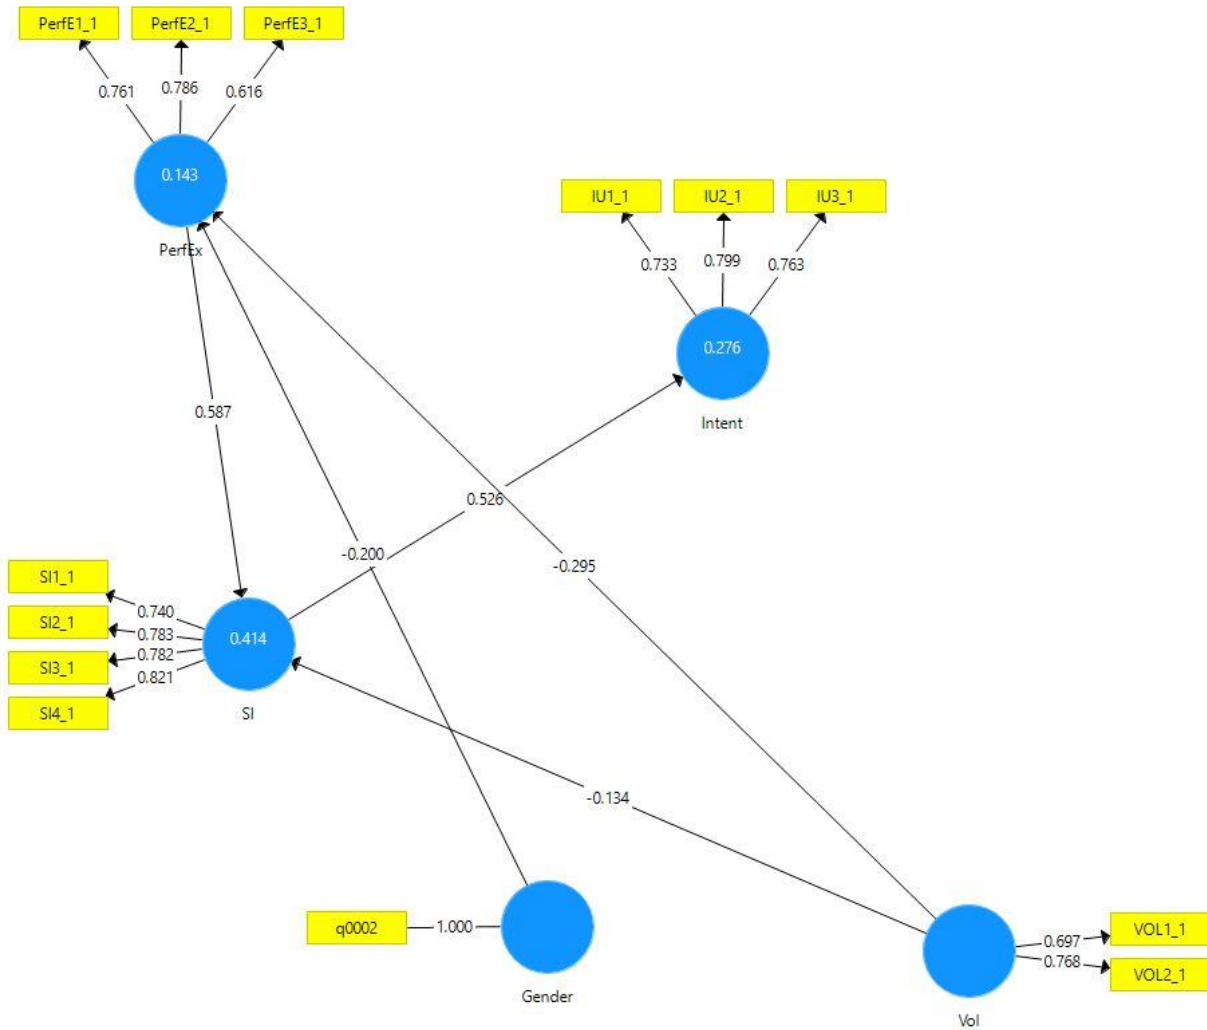 PerfE1_1 PerfE2_1 PerfE3_1
0.761 0.786 0.616
0.143
PerfEx
IU1_1 IU2_1 IU3_1
0.733 0.799 0.763
0.276
Intent
0.587
0.526
-0.200
-0.295
SI1_1
SI2_1
SI3_1
SI4_1
0.740
0.783
0.782
0.821
0.414
SI
-0.134
q0002
1.000
Gender
0.697
0.768
VOL1_1
VOL2_1
Vol